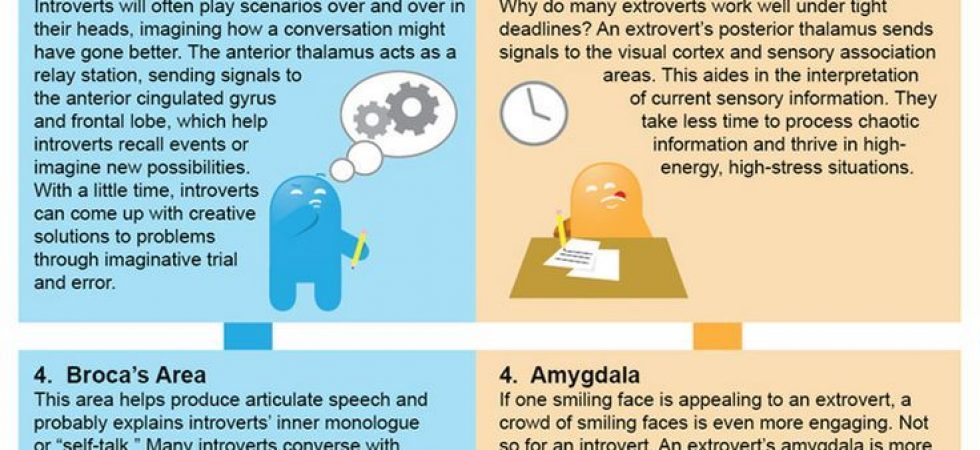 Introverts will often play scenarios over and over in
their heads, imagining how a conversation might
have gone better. The anterior thalamus acts as a
relay station, sending signals to
the anterior cingulated gyrus
and frontal lobe, which help
introverts recall events or
imagine new possibilities.
With a little time, introverts
can come up with creative
solutions to problems
through imaginative trial
and error.
Why do many extroverts work well under tight
deadlines? An extrovert's posterior thalamus sends
signals to the visual cortex and sensory association
areas. This aides in the interpretation
of current sensory information. They
take less time to process chaotic
information and thrive in high-
energy, high-stress situations.
4. Broca's Area
This area helps produce articulate speech and
probably explains introverts' inner monologue
or "self-talk." Many introverts converse with
4. Amygdala
If one smiling face is appealing to an extrovert, a
crowd of smiling faces is even more engaging. Not
so for an introvert. An extrovert's amygdala is more